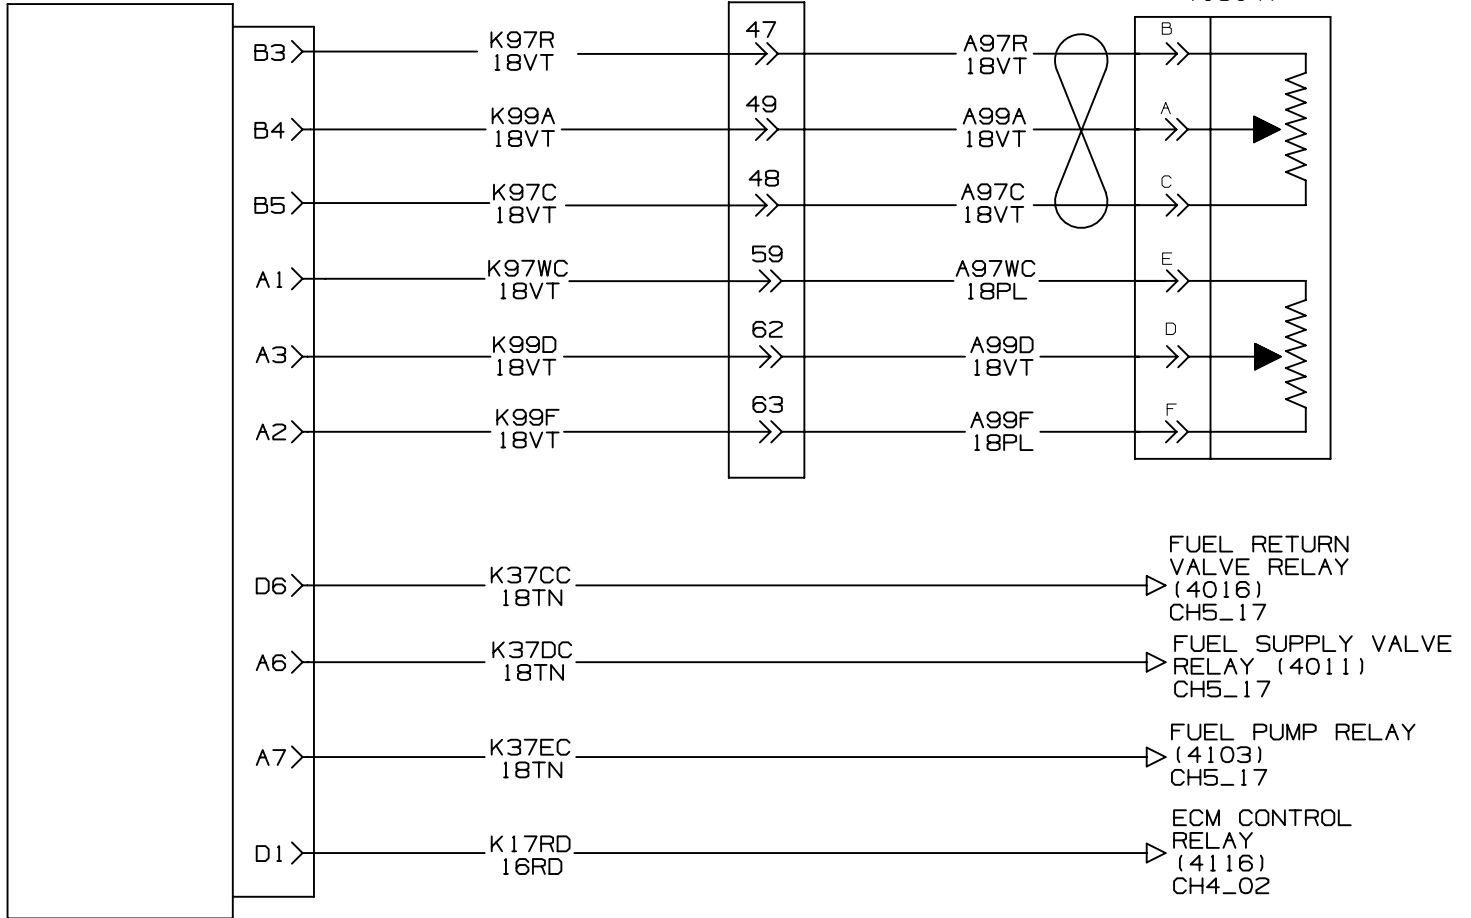 B3 K97R 18VT 47 A97R 18VT B
B4 K99A 18VT 49 A99A 18VT A
B5 K97C 18VT 48 A97C 18VT C
A1 K97WC 18VT 59 A97WC 18PL E
A3 K99D 18VT 62 A99D 18VT D
A2 K99F 18VT 63 A99F 18PL F
D6 K37CC 18TN
FUEL RETURN
VALVE RELAY
(4016)
CH5_17
A6 K37DC 18TN
FUEL SUPPLY VALVE
RELAY (4011)
CH5_17
A7 K37EC 18TN
FUEL PUMP RELAY
(4103)
CH5_17
D1 K17RD 16RD
ECM CONTROL
RELAY
(4116)
CH4_02